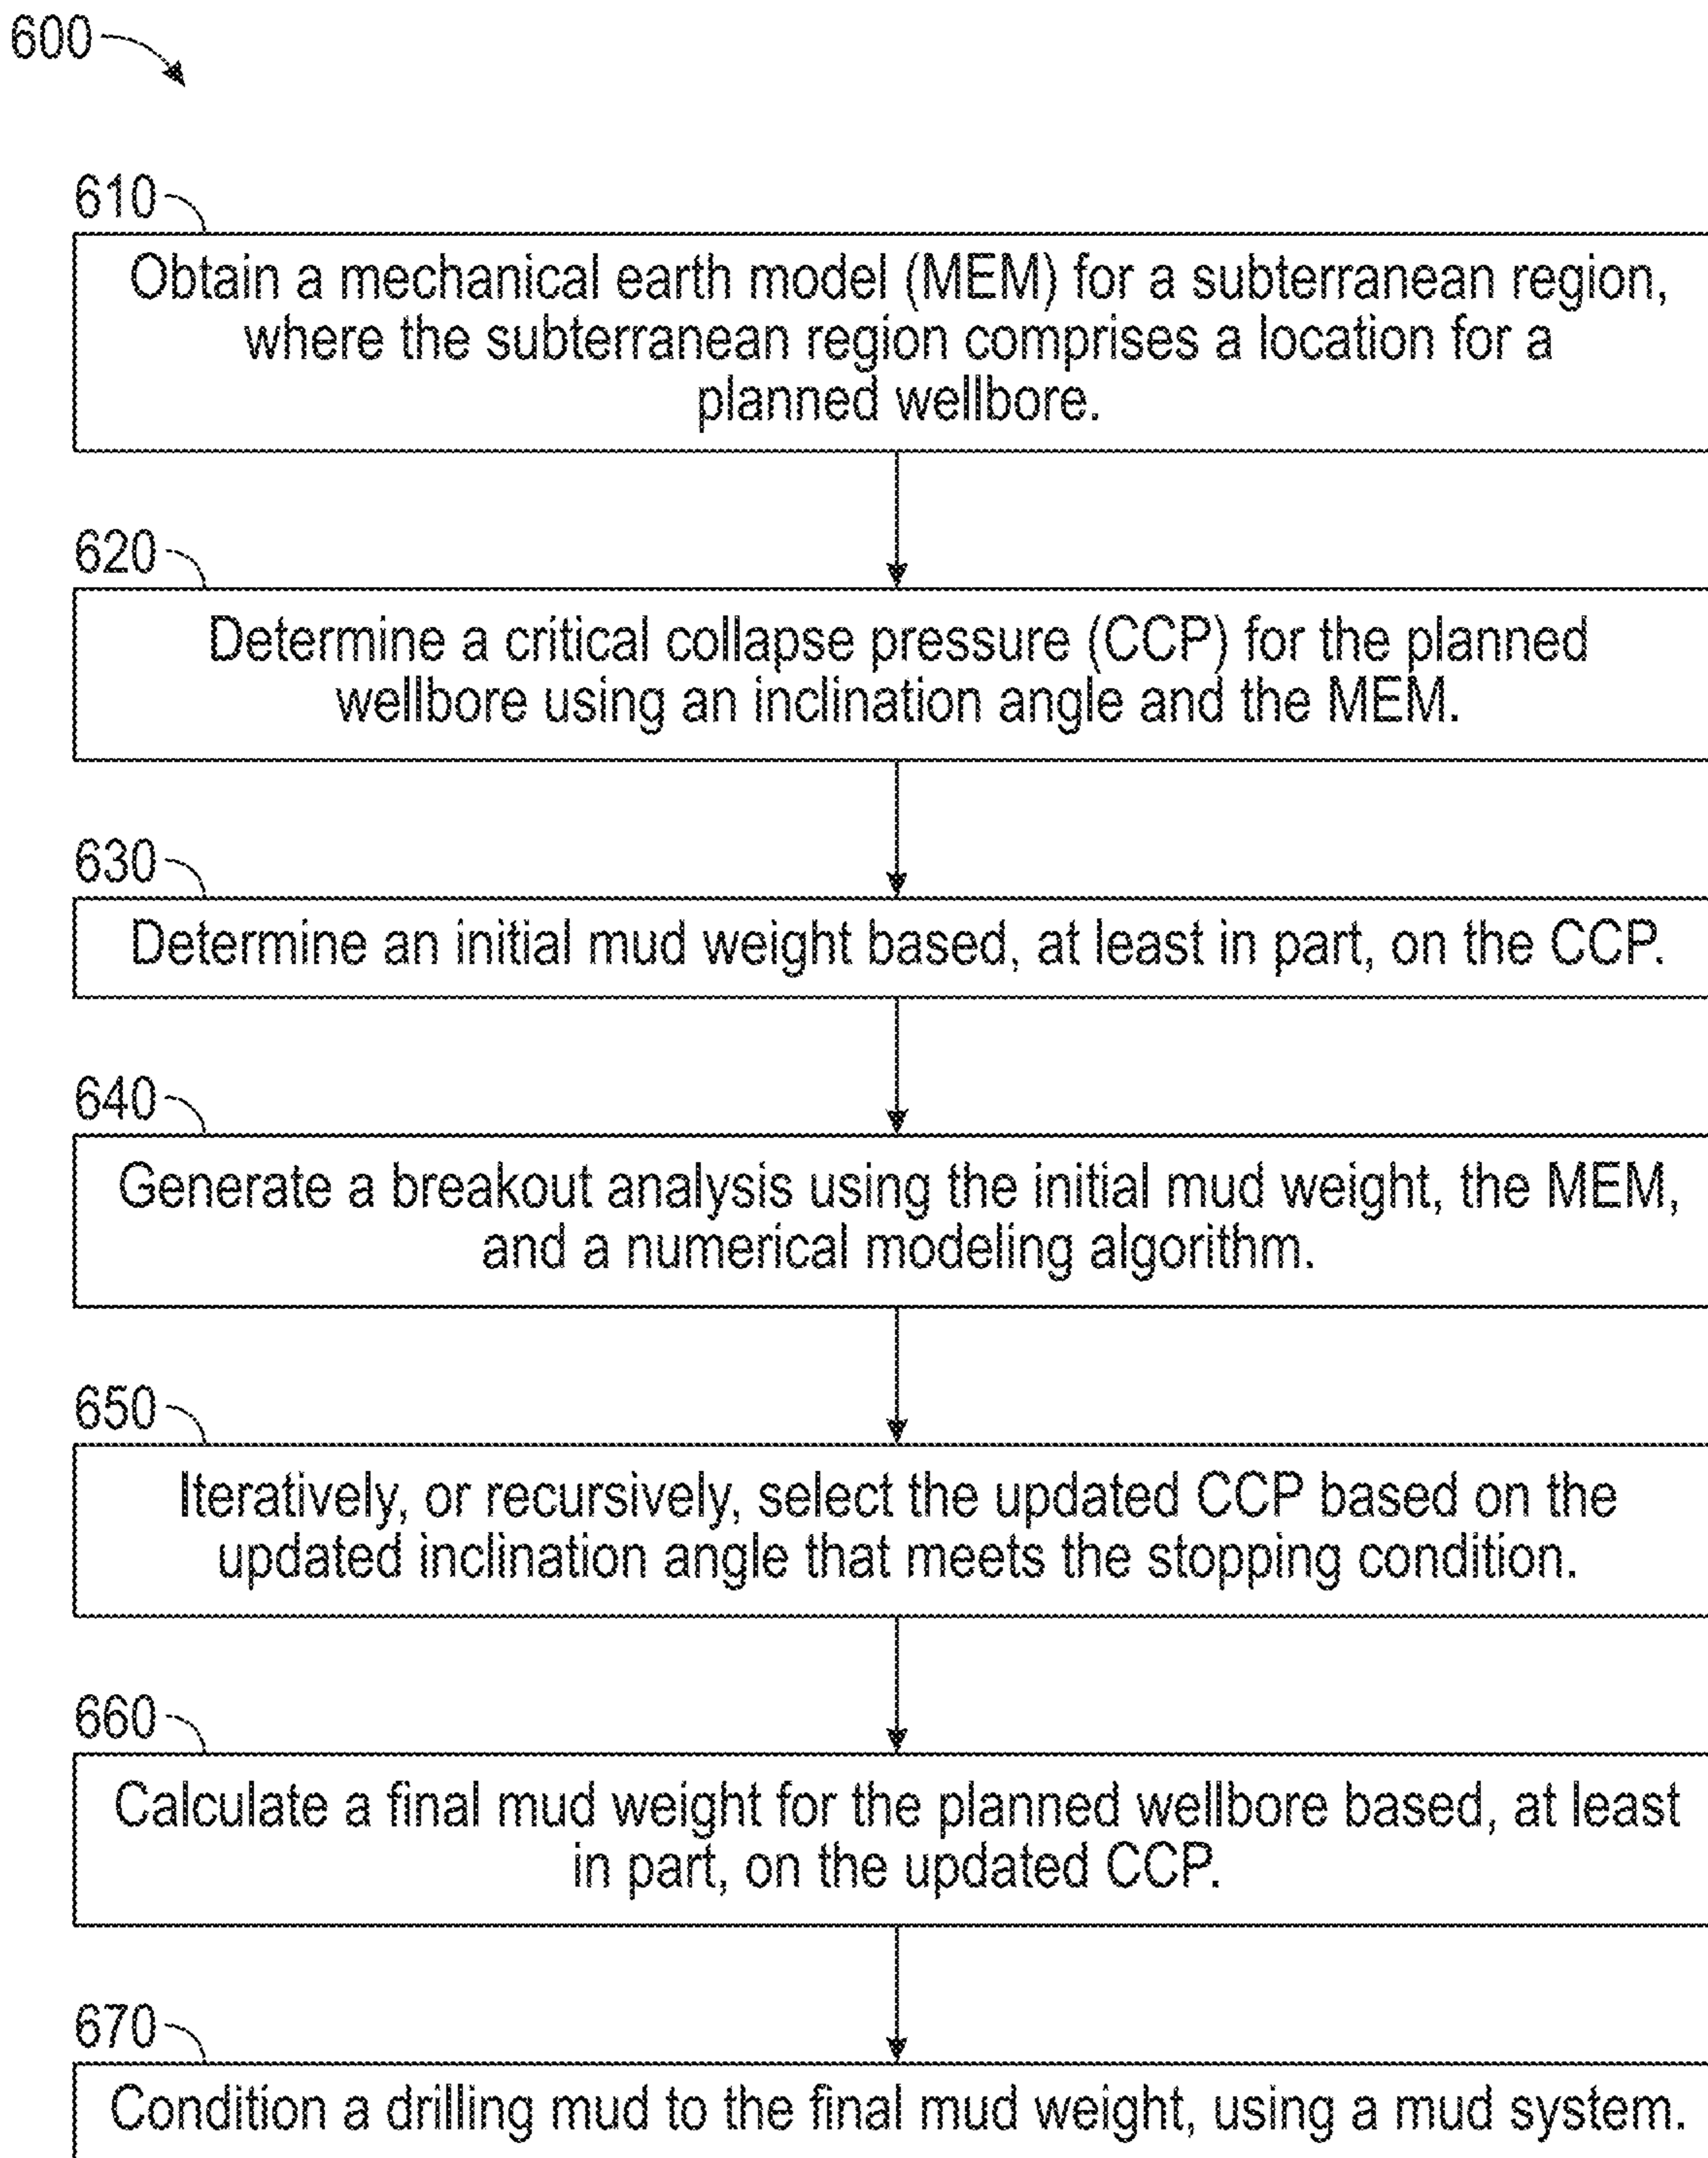 600
610
Obtain a mechanical earth model (MEM) for a subterranean region,
where the subterranean region comprises a location for a
planned wellbore.
620
Determine a critical collapse pressure (CCP) for the planned
wellbore using an inclination angle and the MEM.
630
Determine an initial mud weight based, at least in part, on the CCP.
640
Generate a breakout analysis using the initial mud weight, the MEM,
and a numerical modeling algorithm.
650
Iteratively, or recursively, select the updated CCP based on the
updated inclination angle that meets the stopping condition.
660
Calculate a final mud weight for the planned wellbore based, at least
in part, on the updated CCP.
670
Condition a drilling mud to the final mud weight, using a mud system.